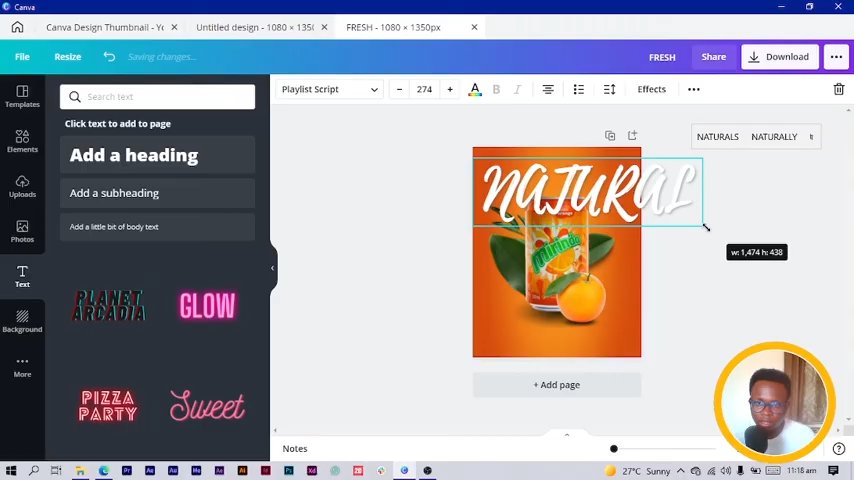 Canva
Canva Design Thumbnail - Yo
Untitled design - 1080 × 1350
FRESH - 1080 × 1350px
File
Resize
Saving changes...
FRESH
Share
Download
Templates
Elements
Uploads
Photos
Text
Background
More
Search text
Click text to add to page
Add a heading
Add a subheading
Add a little bit of body text
PLANET ARCADIA
GLOW
PIZZA PARTY
Sweet
Playlist Script
274
A
B
I
Effects
NATURALS NATURALLY
NATURAL
mirinda
w: 1,474 h: 438
+ Add page
Notes
27°C Sunny
11:18 am